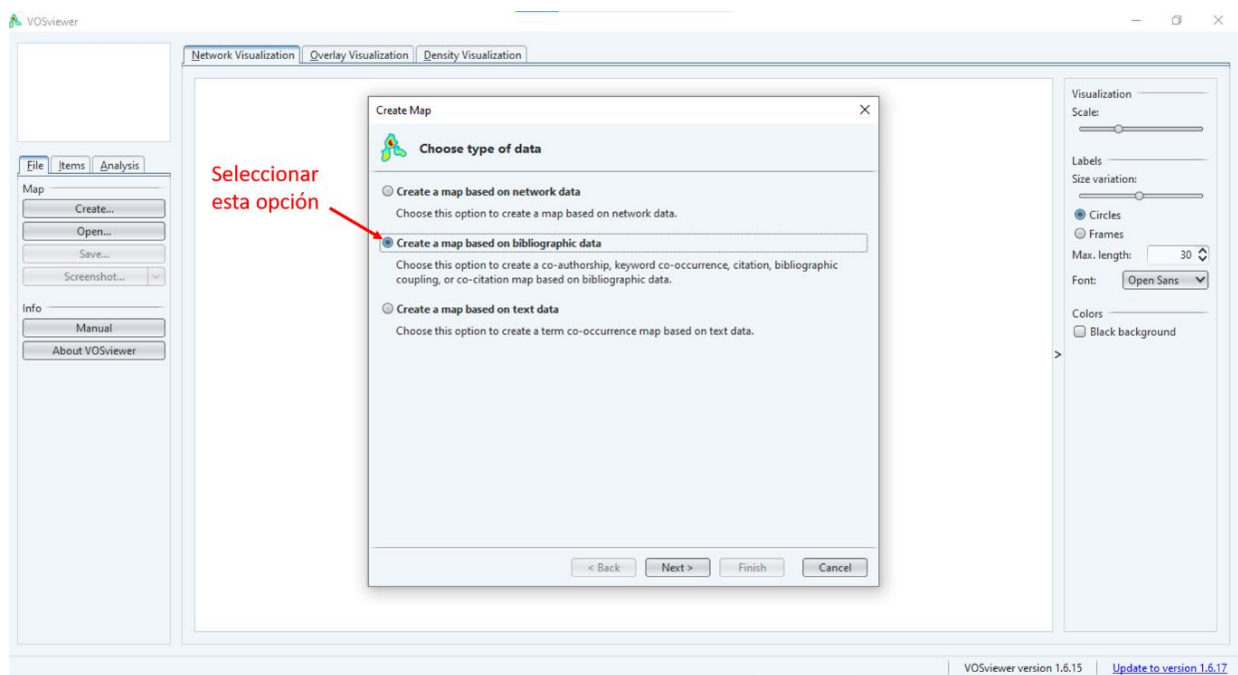 VOSviewer
Network Visualization Overlay Visualization Density Visualization
File Items Analysis
Map
Create...
Open...
Save...
Screenshot...
Info
Manual
About VOSviewer
Seleccionar
esta opción
Create Map
Choose type of data
Create a map based on network data
Choose this option to create a map based on network data.
Create a map based on bibliographic data
Choose this option to create a co-authorship, keyword co-occurrence, citation, bibliographic
coupling, or co-citation map based on bibliographic data.
Create a map based on text data
Choose this option to create a term co-occurrence map based on text data.
< Back Next > Finish Cancel
Visualization
Scale:
Labels
Size variation:
Circles
Frames
Max. length: 30
Font: Open Sans
Colors
Black background
>
VOSviewer version 1.6.15 Update to version 1.6.17